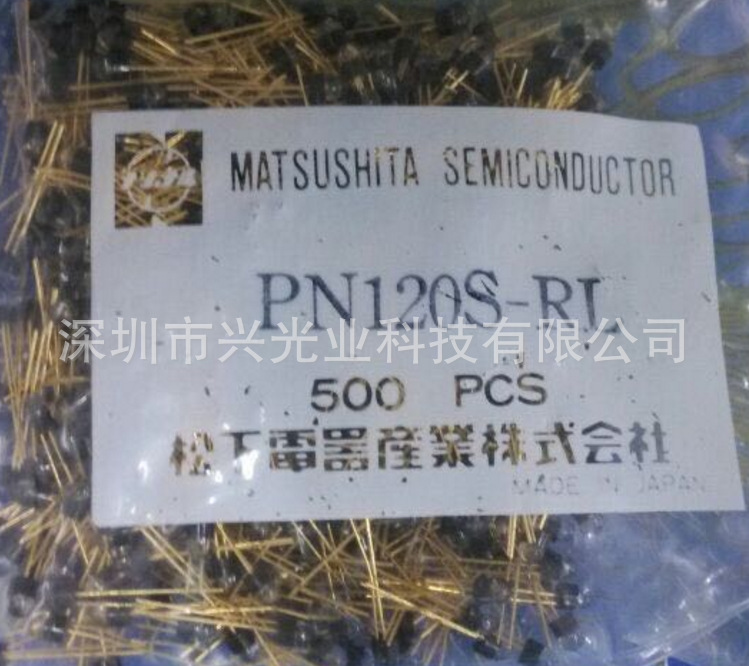 MATSUSHITA SEMICONDUCTOR
PN120S-RL
深圳市兴光业科技有限公司
500 PCS
松下電器産業株式会社
MADE IN JAPAN